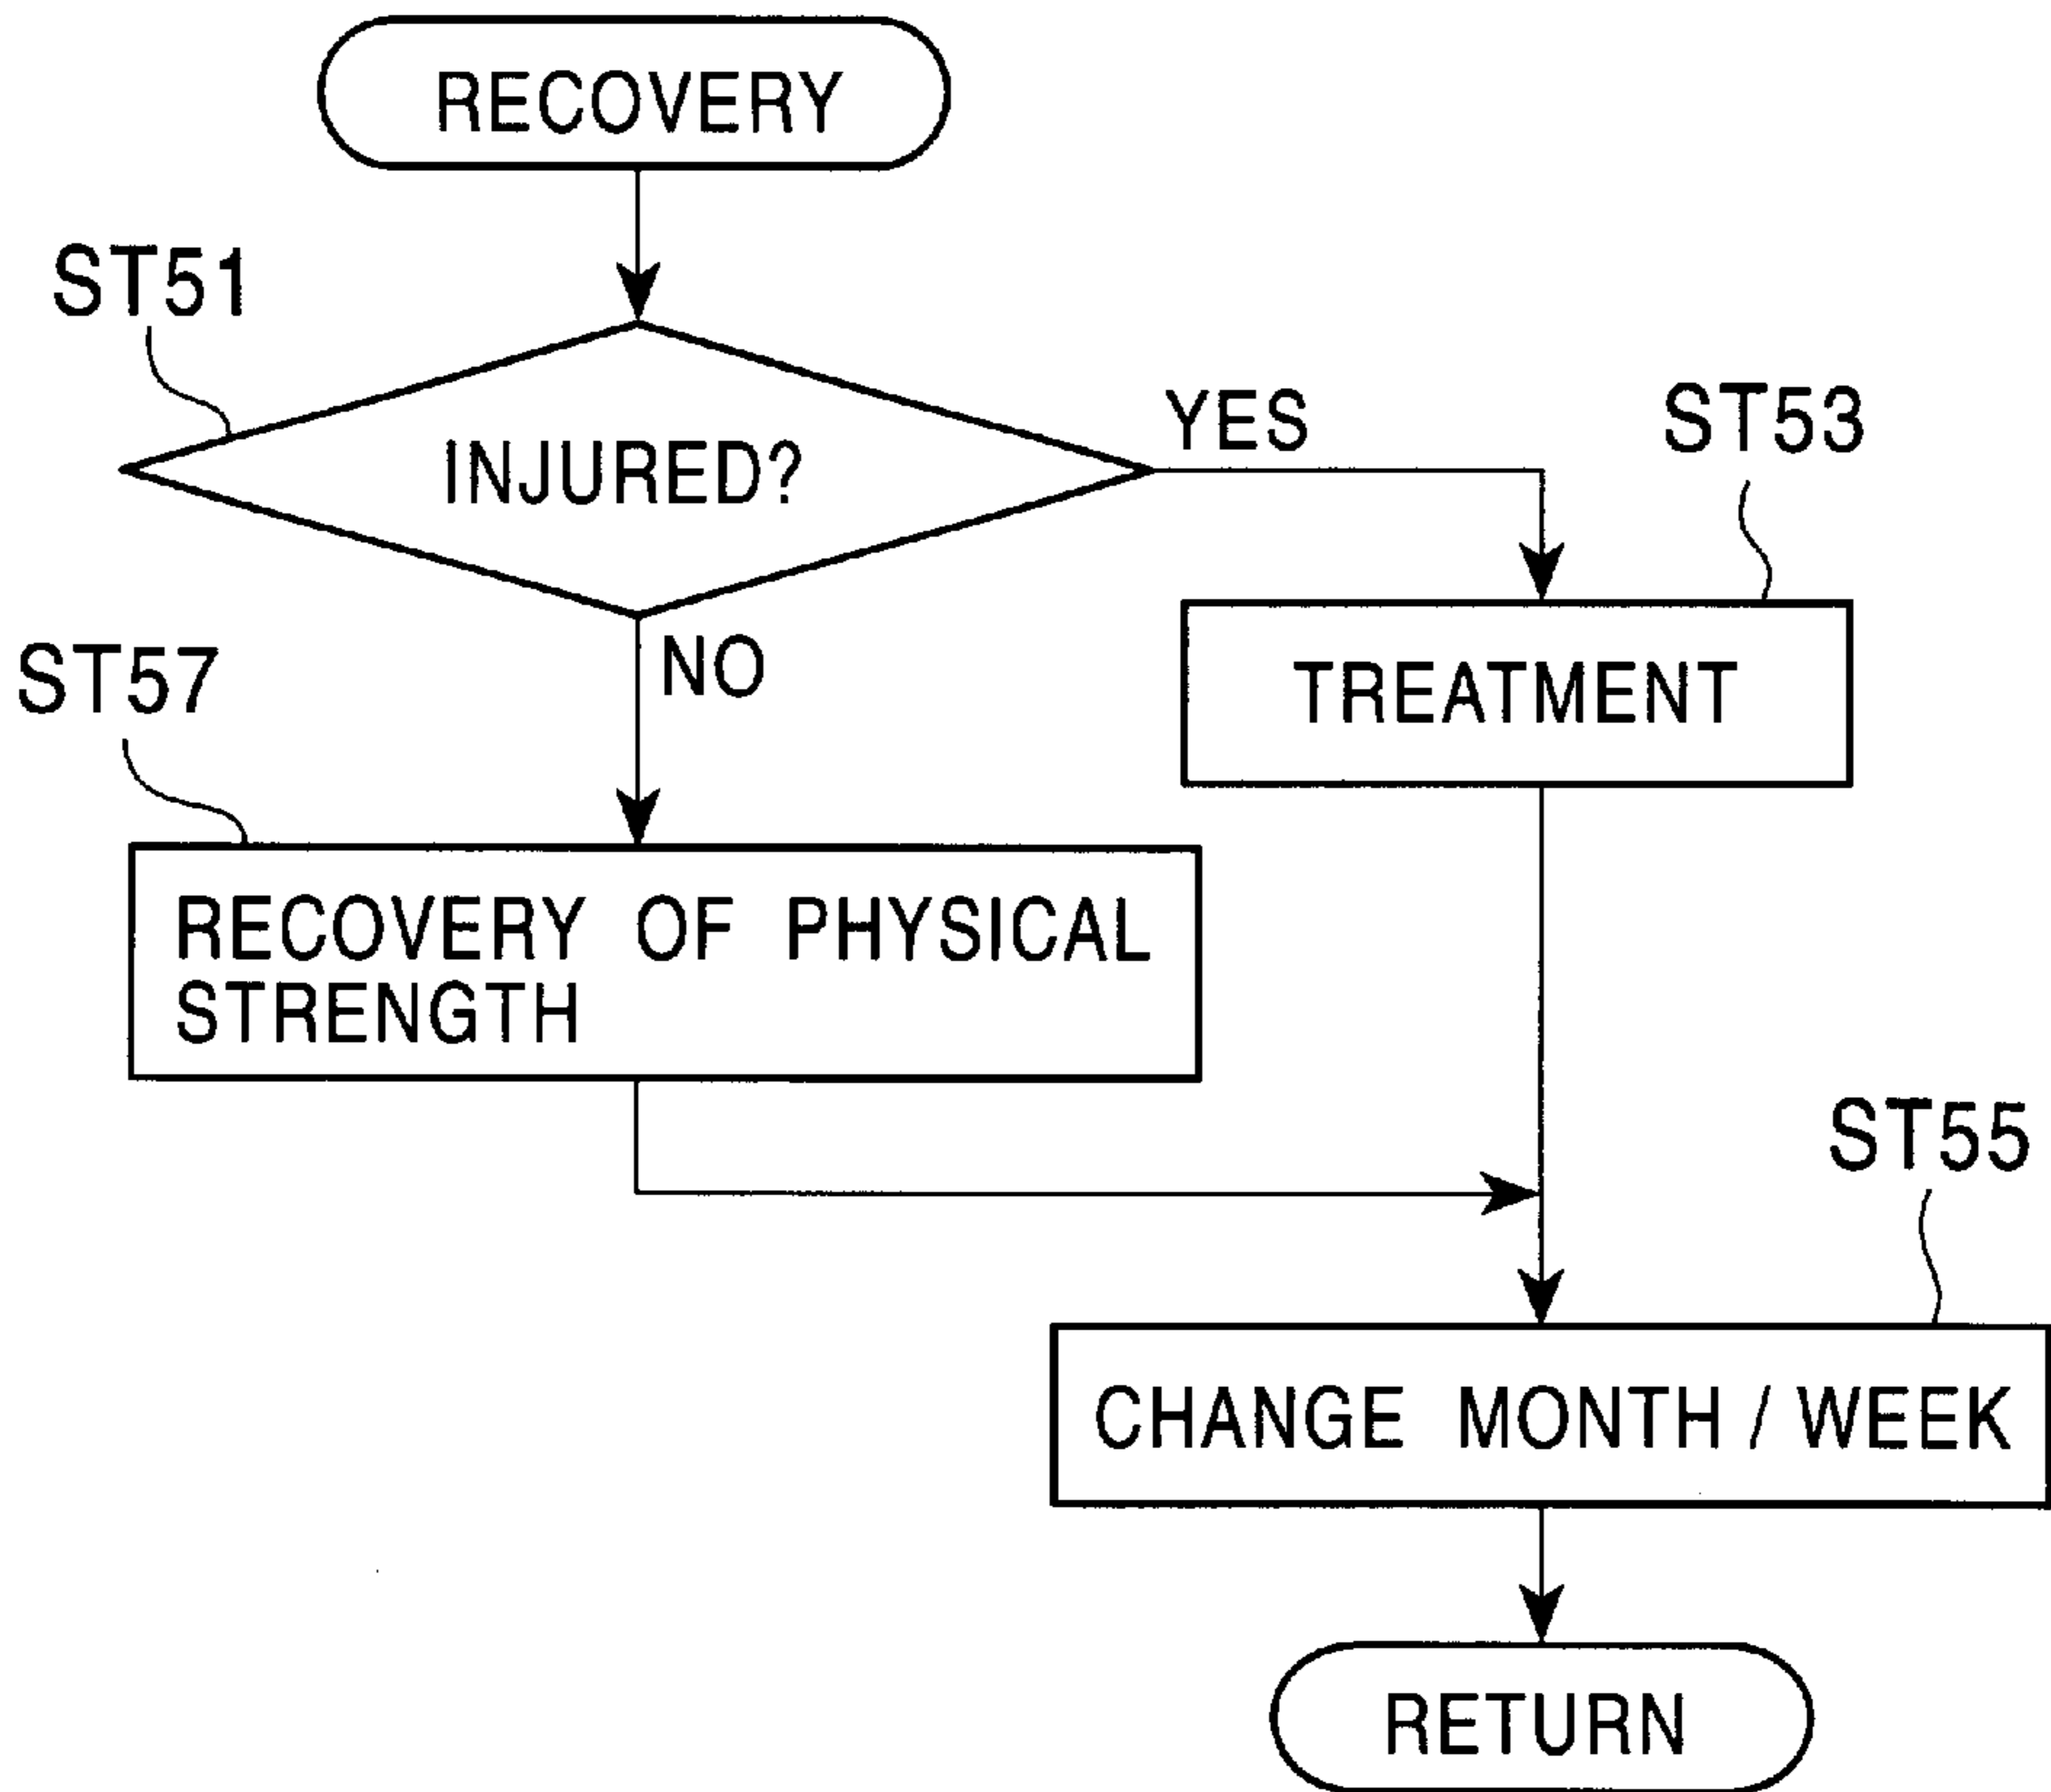 RECOVERY
ST51
INJURED?
YES
ST53
NO
TREATMENT
ST57
RECOVERY OF PHYSICAL
STRENGTH
ST55
CHANGE MONTH / WEEK
RETURN